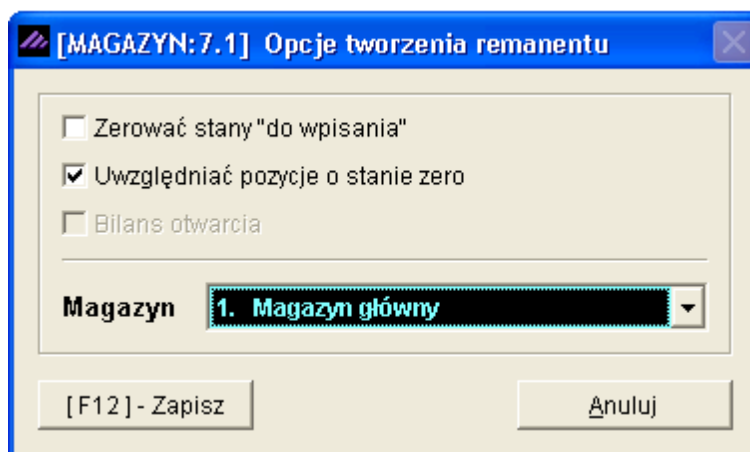 [MAGAZYN:7.1] Opcje tworzenia remanentu
Zerować stany "do wpisania"
Uwzględniać pozycje o stanie zero
Bilans otwarcia
Magazyn 1. Magazyn główny
[F12] - Zapisz Anuluj